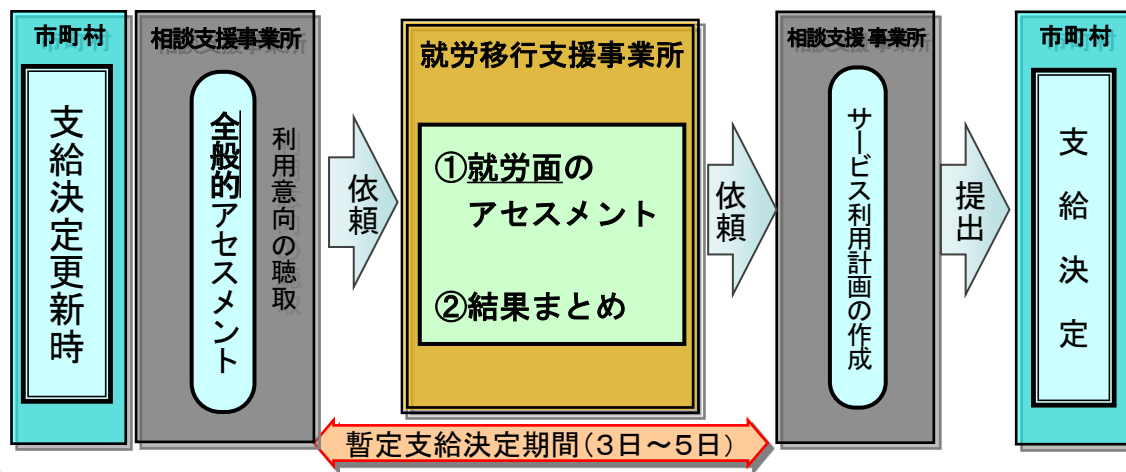 市町村
支給決定更新時
相談支援事業所
全般的アセスメント
利用意向の聴取
依頼
就労移行支援事業所
①就労面の
アセスメント
②結果まとめ
依頼
相談支援事業所
サービス利用計画の作成
提出
市町村
支給決定
暫定支給決定期間(3日～5日)